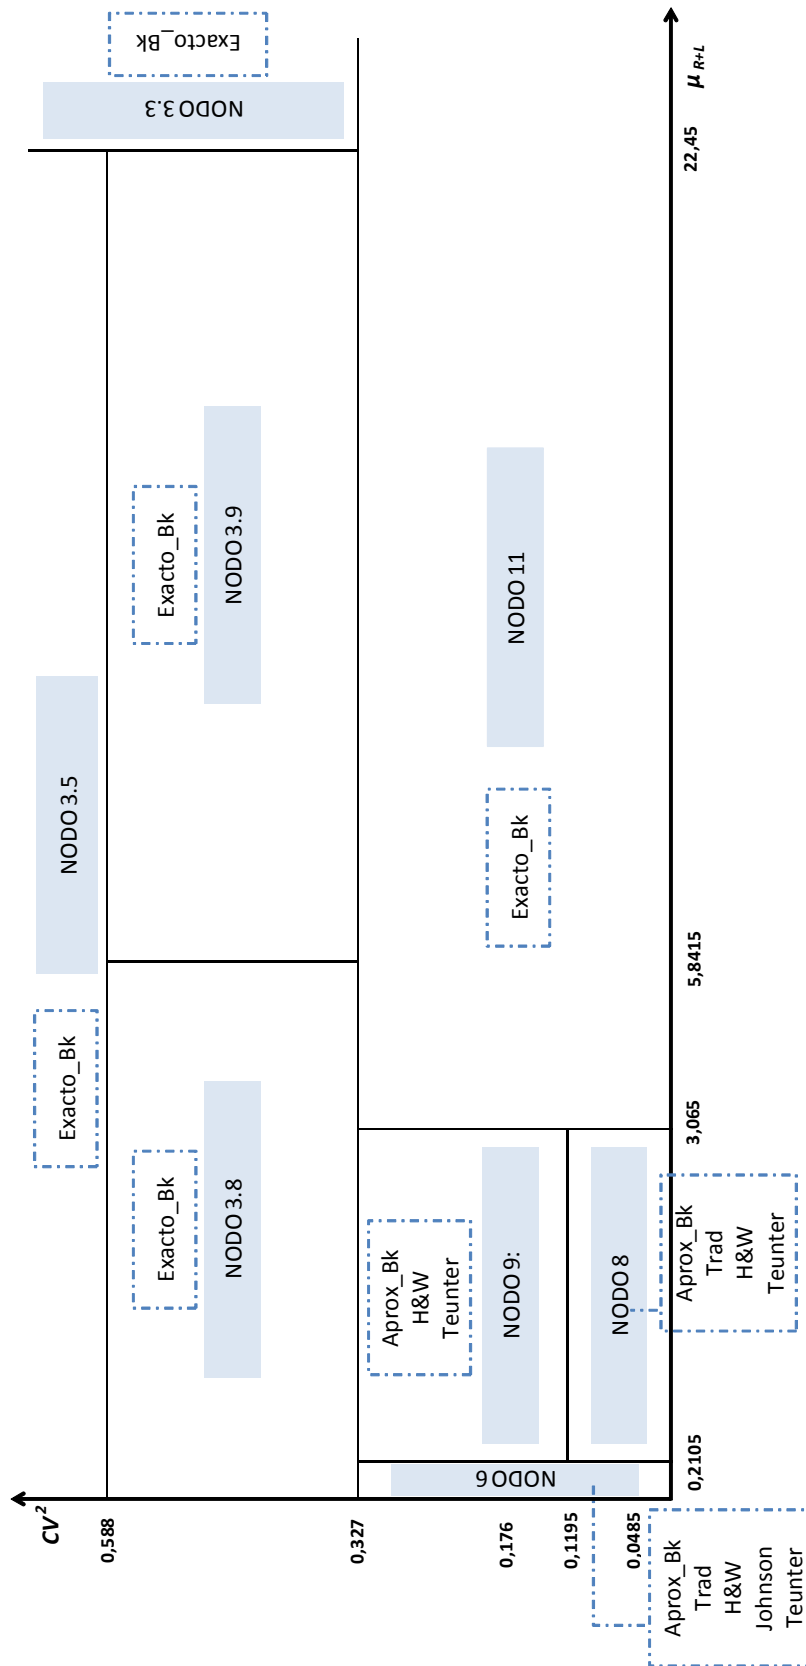 CV²
0,588
0,327
0,176
0,1195
0,0485
Exacto_Bk
NODO 3.5
Exacto_Bk
NODO 3.3
Exacto_Bk
NODO 3.8
Exacto_Bk
NODO 3.9
Aprox_Bk
H&W
Teunter
NODO 9:
NODO 6
NODO 8
Exacto_Bk
NODO 11
0,2105
3,065
5,8415
22,45
μ R+L
Aprox_Bk
Trad
H&W
Johnson
Teunter
Aprox_Bk
Trad
H&W
Teunter